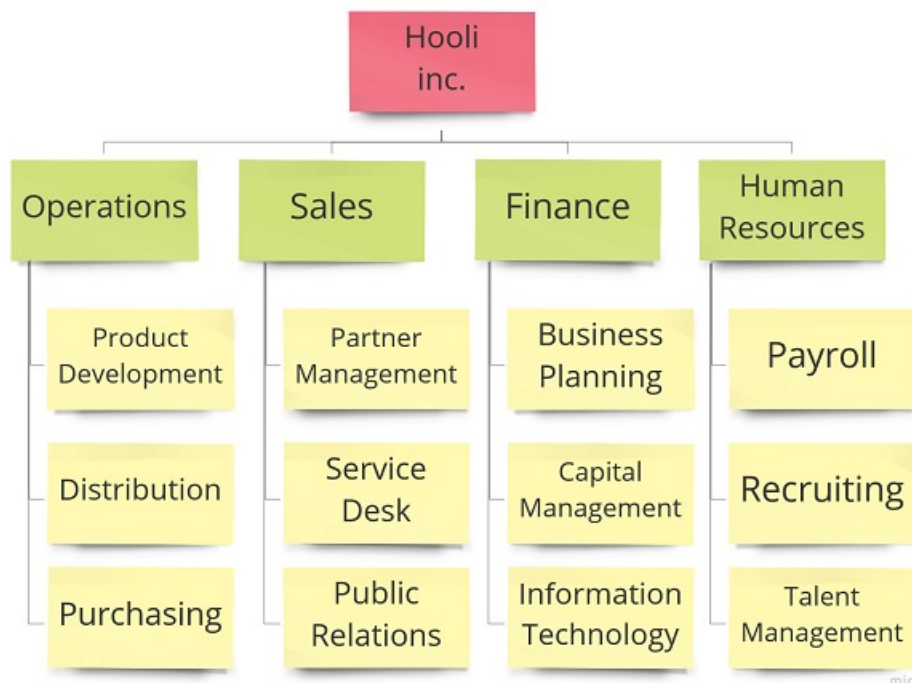 Hooli
inc.
Operations
Sales
Finance
Human
Resources
Product
Development
Partner
Management
Business
Planning
Payroll
Distribution
Service
Desk
Capital
Management
Recruiting
Purchasing
Public
Relations
Information
Technology
Talent
Management